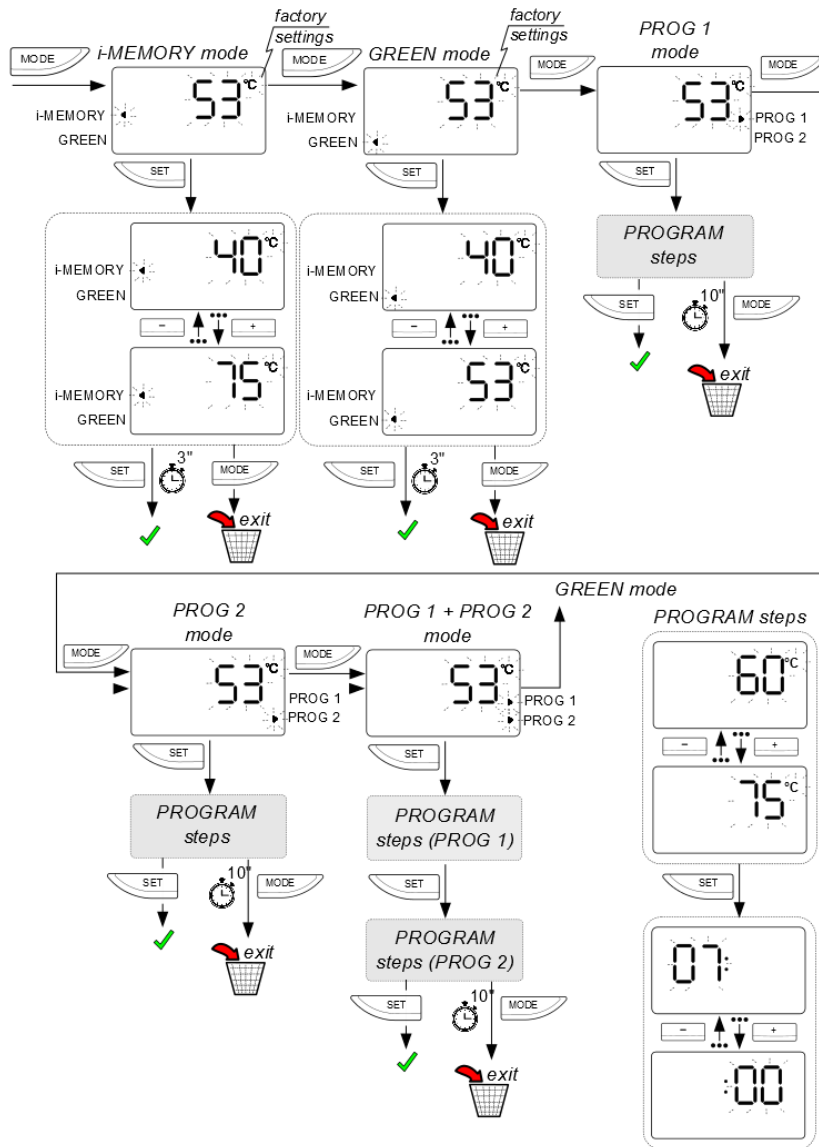 factory
settings
factory
settings
PROG 1
mode
i-MEMORY mode
GREEN mode
MODE
MODE
MODE
MODE
53°C
53°C
53°C
i-MEMORY
GREEN
i-MEMORY
GREEN
PROG 1
PROG 2
SET
SET
SET
40°C
40°C
PROGRAM
steps
i-MEMORY
GREEN
i-MEMORY
GREEN
SET
10"
MODE
- +
- +
exit
75°C
53°C
i-MEMORY
GREEN
i-MEMORY
GREEN
SET
3"
MODE
SET
3"
MODE
exit
exit
GREEN mode
PROG 2
mode
PROG 1 + PROG 2
mode
PROGRAM steps
MODE
MODE
53°C
53°C
60°C
PROG 1
PROG 2
PROG 1
PROG 2
- +
SET
SET
75°C
PROGRAM
steps
PROGRAM
steps (PROG 1)
SET
10"
MODE
SET
SET
exit
PROGRAM
steps (PROG 2)
07:
SET
10"
MODE
- +
exit
:00